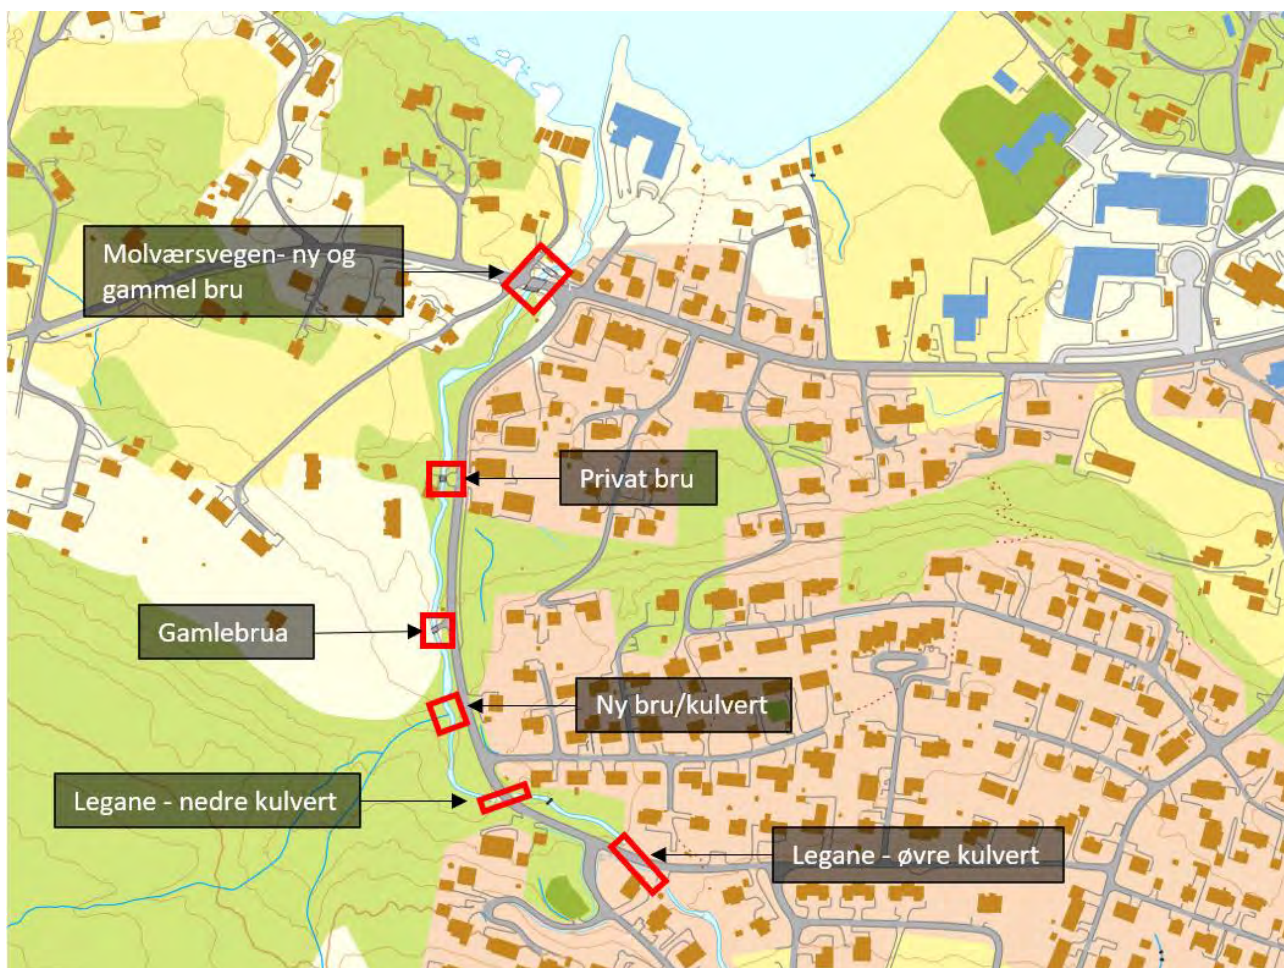 Molværsvegen- ny og
gammel bru
Privat bru
Gamlebrua
Ny bru/kulvert
Legane - nedre kulvert
Legane - øvre kulvert